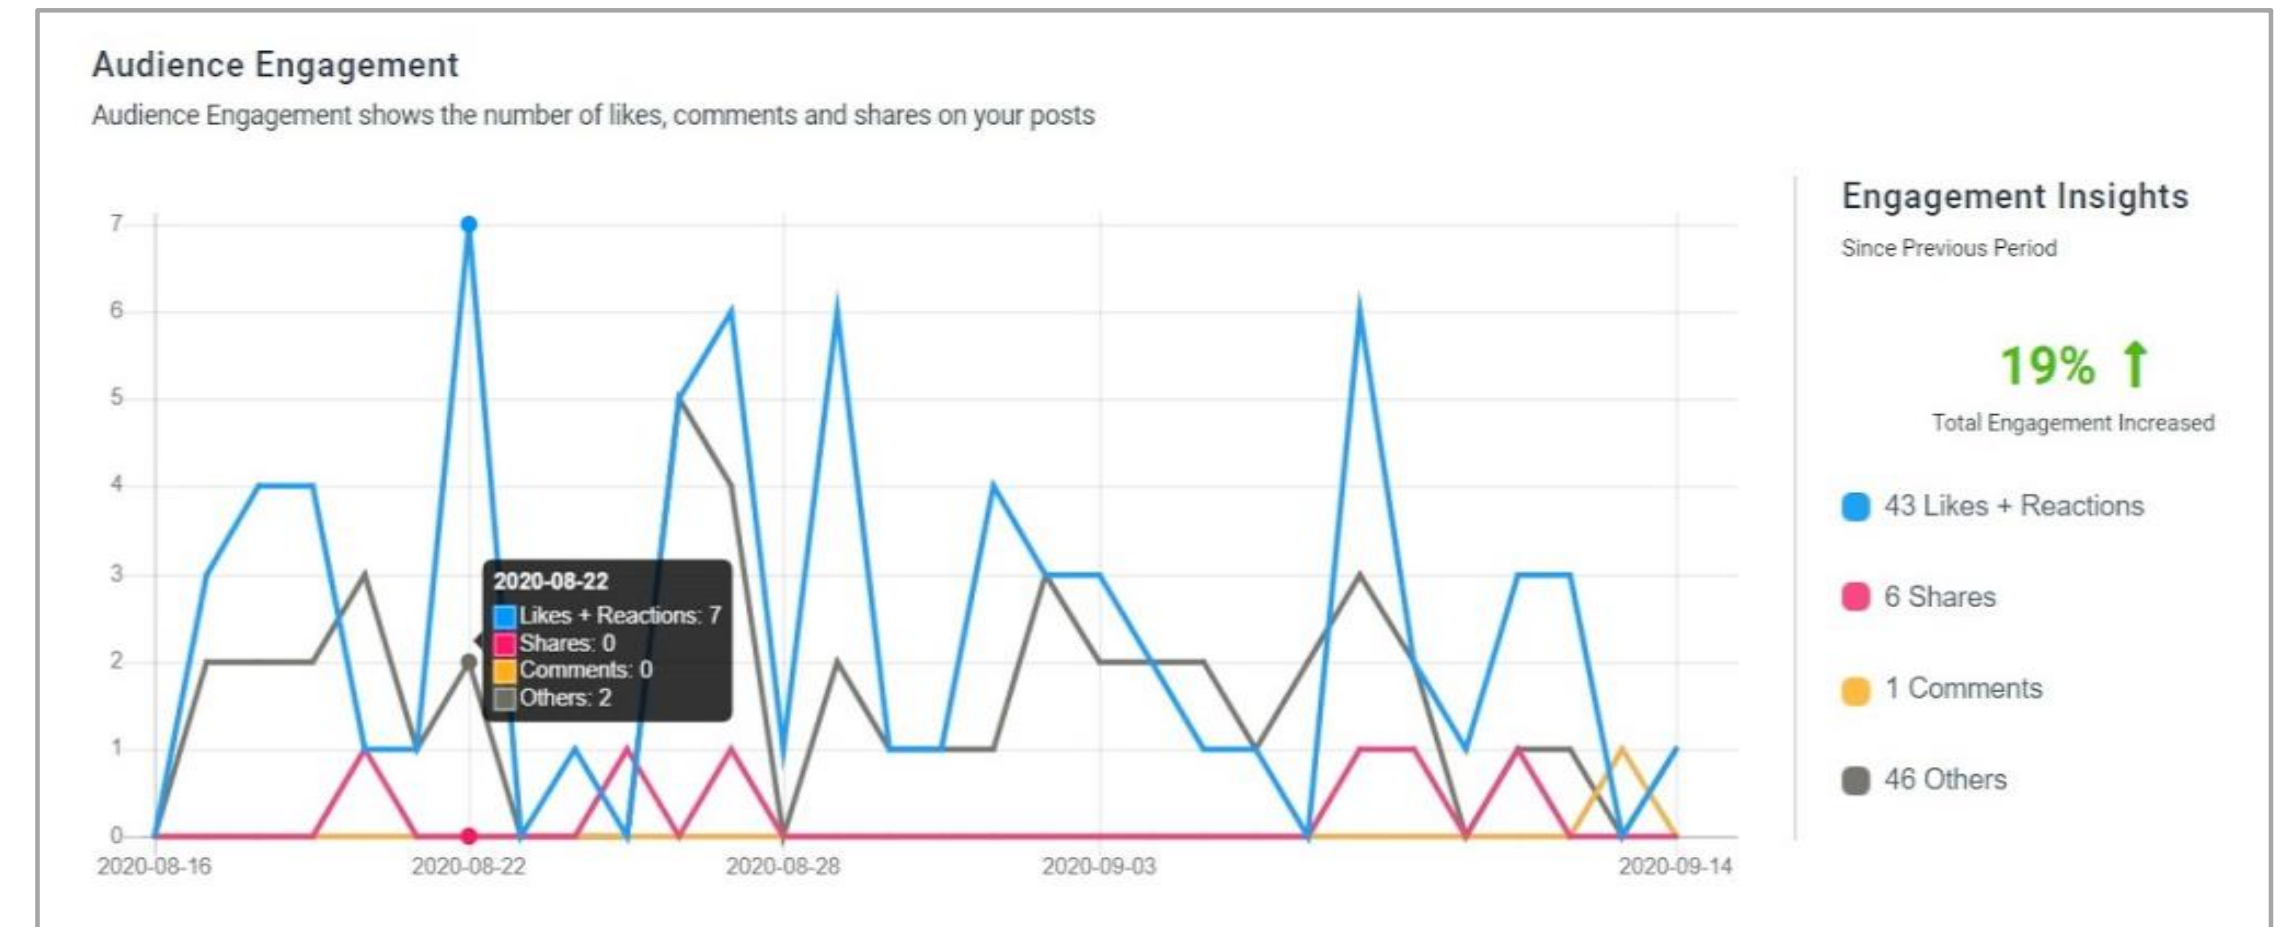 Audience Engagement
Audience Engagement shows the number of likes, comments and shares on your posts
7
6
5
4
3
2
1
0
2020-08-16
2020-08-22
2020-08-28
2020-09-03
2020-09-14
2020-08-22
Likes + Reactions: 7
Shares: 0
Comments: 0
Others: 2
Engagement Insights
Since Previous Period
19%
Total Engagement Increased
43 Likes + Reactions
6 Shares
1 Comments
46 Others